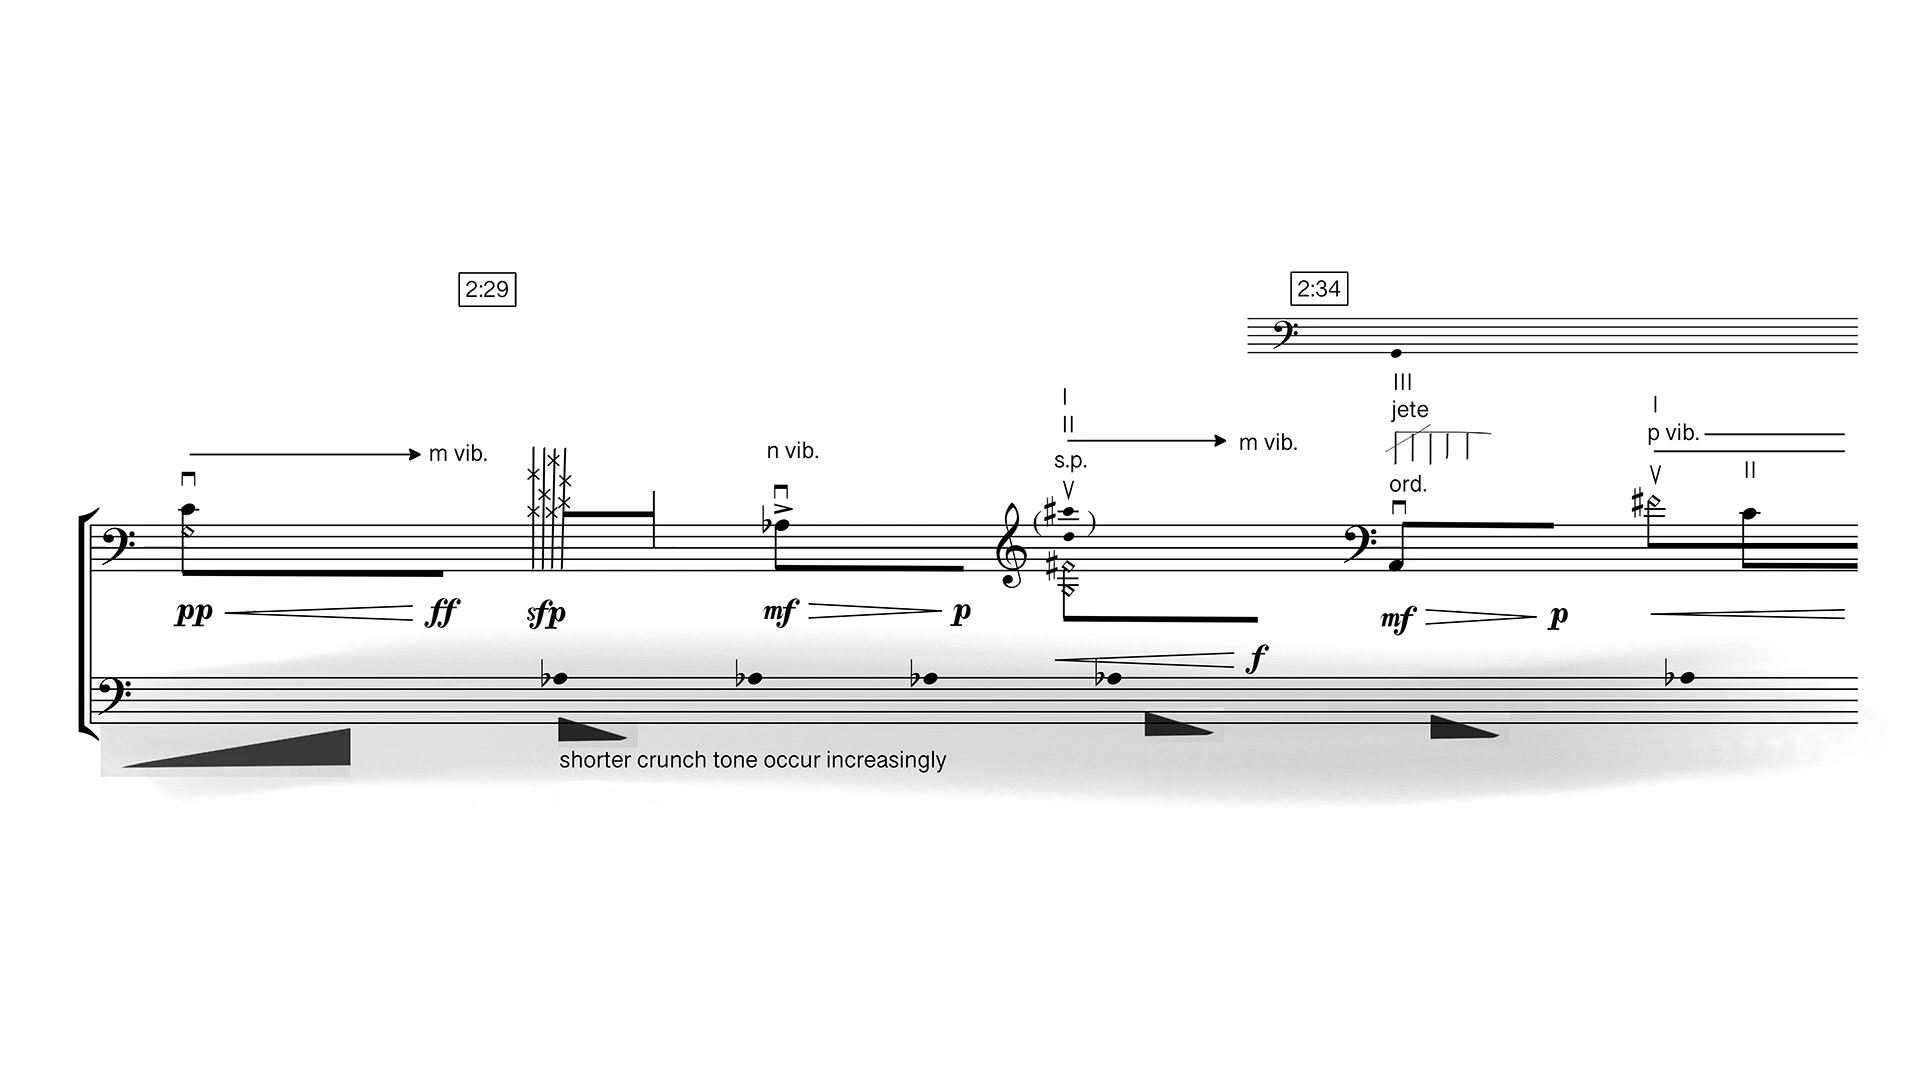 2:29
2:34
III
jete
ord.
I
II
s.p.
m vib.
m vib.
n vib.
I
p vib.
II
pp
ff
sfp
mf
p
f
mf
p
shorter crunch tone occur increasingly